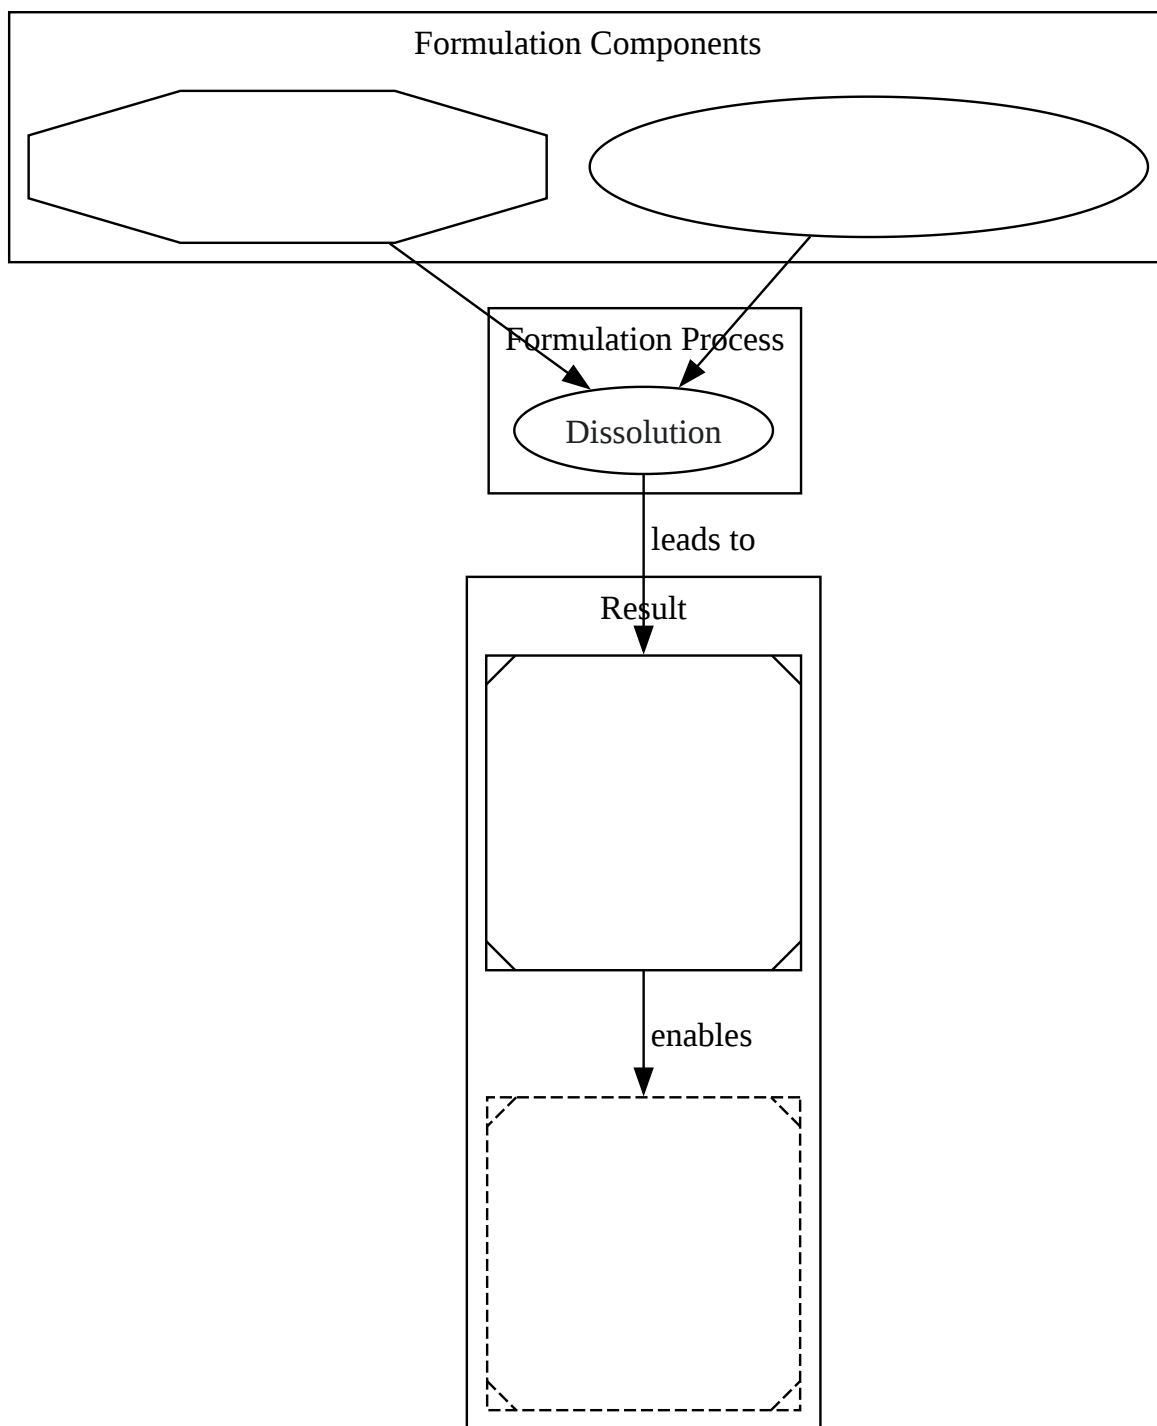 Formulation Components
Formulation Process
Dissolution
leads to
Result
enables